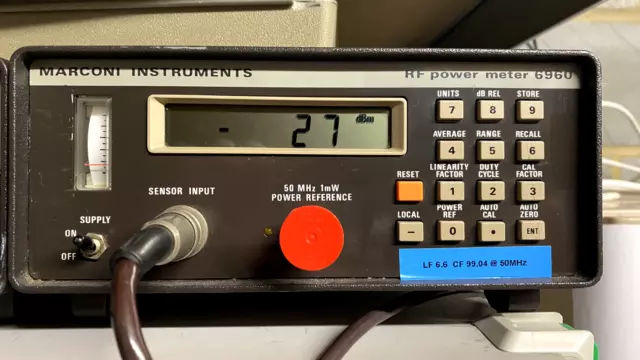 MARCONI INSTRUMENTS
RF power meter 6960
- 27 dBm
UNITS dB REL STORE
7 8 9
AVERAGE RANGE RECALL
4 5 6
LINEARITY FACTOR DUTY CYCLE CAL FACTOR
RESET 1 2 3
LOCAL POWER REF AUTO CAL AUTO ZERO
- 0 • ENT
SENSOR INPUT
50 MHz 1mW
POWER REFERENCE
SUPPLY
ON
OFF
LF 6.6 CF 99.04 @ 50MHz